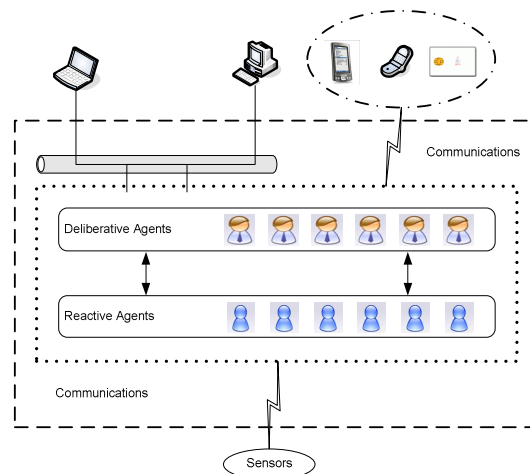 Communications
Deliberative Agents
Reactive Agents
Communications
Sensors